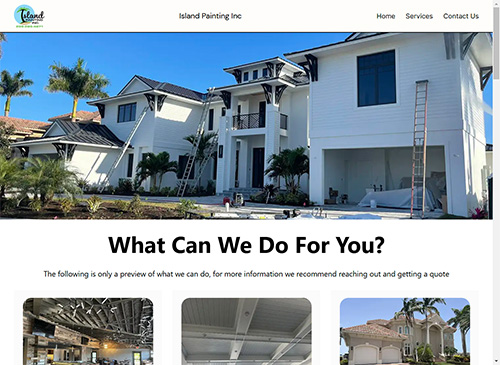 Island
Island Painting Inc
Home
Services
Contact Us
What Can We Do For You?
The following is only a preview of what we can do, for more information we recommend reaching out and getting a quote